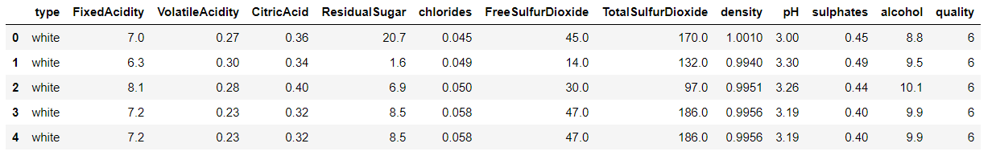 type FixedAcidity VolatileAcidity CitricAcid ResidualSugar chlorides FreeSulfurDioxide TotalSulfurDioxide density pH sulphates alcohol quality
0 white 7.0 0.27 0.36 20.7 0.045 45.0 170.0 1.0010 3.00 0.45 8.8 6
1 white 6.3 0.30 0.34 1.6 0.049 14.0 132.0 0.9940 3.30 0.49 9.5 6
2 white 8.1 0.28 0.40 6.9 0.050 30.0 97.0 0.9951 3.26 0.44 10.1 6
3 white 7.2 0.23 0.32 8.5 0.058 47.0 186.0 0.9956 3.19 0.40 9.9 6
4 white 7.2 0.23 0.32 8.5 0.058 47.0 186.0 0.9956 3.19 0.40 9.9 6